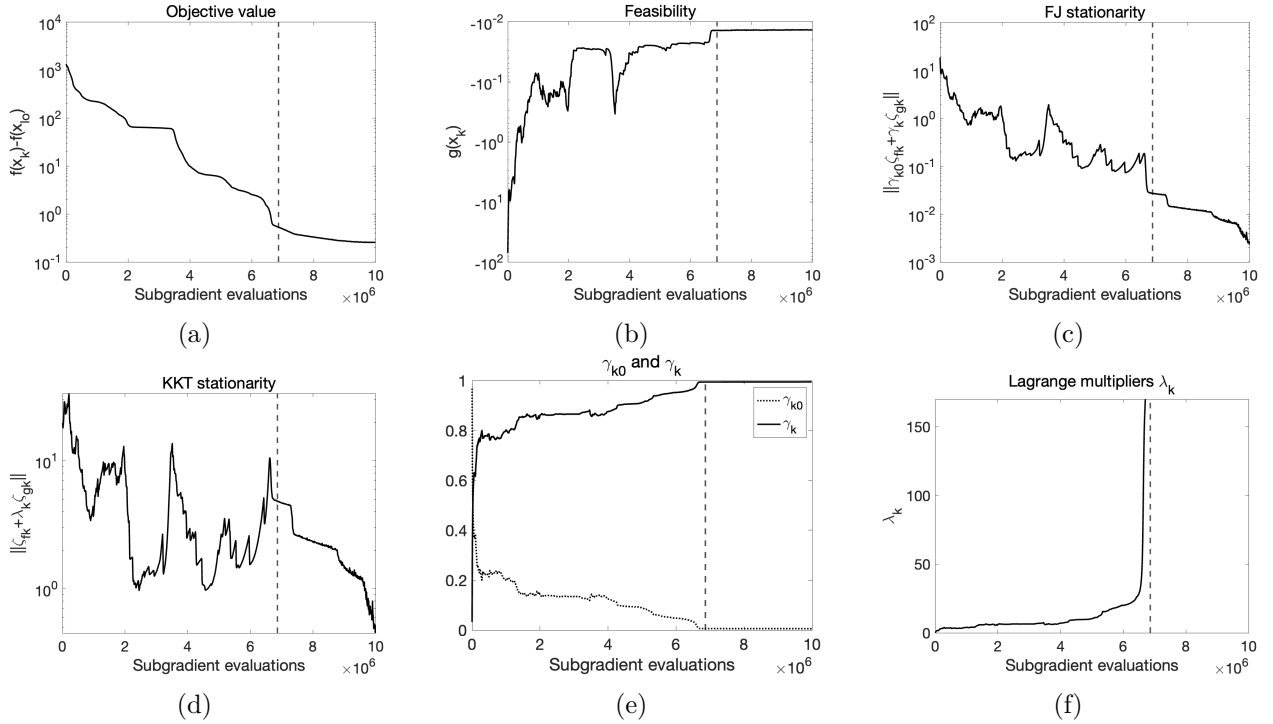 Objective value
10^4
10^3
10^2
10^1
10^0
10^-1
f(x_k)-f(x_lo*)
0 2 4 6 8 10
Subgradient evaluations
×10^6
(a)
Feasibility
-10^-2
-10^-1
-10^0
-10^1
-10^2
g(x_k)
0 2 4 6 8 10
Subgradient evaluations
×10^6
(b)
FJ stationarity
10^2
10^1
10^0
10^-1
10^-2
10^-3
||γ_k0 ζ_fk+γ_k ζ_gk||
0 2 4 6 8 10
Subgradient evaluations
×10^6
(c)
KKT stationarity
10^1
10^0
||ζ_fk+λ_k ζ_gk||
0 2 4 6 8 10
Subgradient evaluations
×10^6
(d)
γ_k0 and γ_k
1
0.8
0.6
0.4
0.2
0
γ_k0
γ_k
0 2 4 6 8 10
Subgradient evaluations
×10^6
(e)
Lagrange multipliers λ_k
150
100
50
0
λ_k
0 2 4 6 8 10
Subgradient evaluations
×10^6
(f)